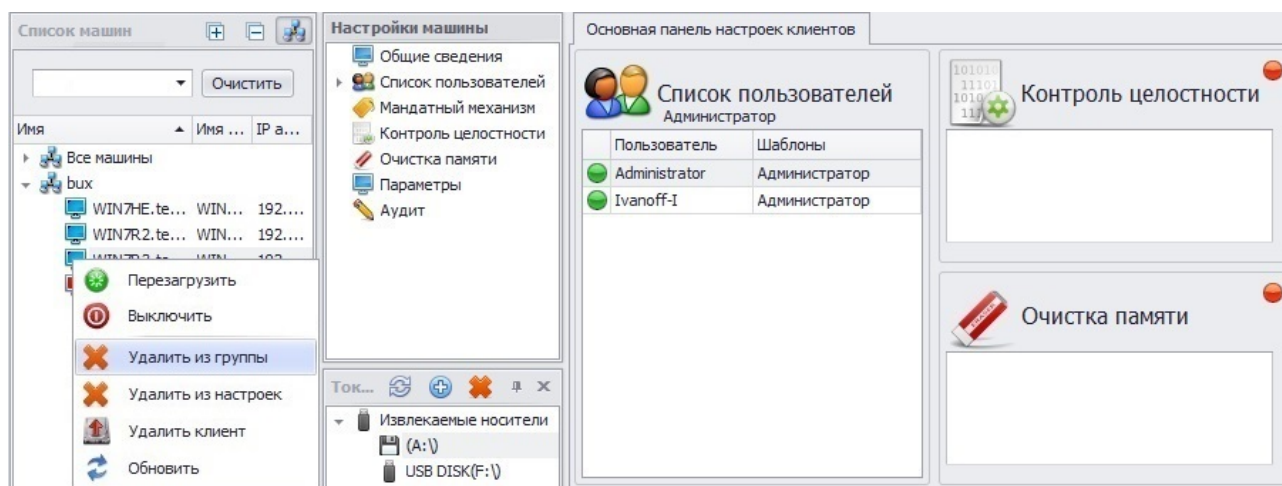 Список машин
Очистить
Имя Имя ... IP а...
Все машины
bux
WIN7HE.te... WIN... 192....
WIN7R2.te... WIN... 192....
Перезагрузить
Выключить
Удалить из группы
Удалить из настроек
Удалить клиент
Обновить
Настройки машины
Общие сведения
Список пользователей
Мандатный механизм
Контроль целостности
Очистка памяти
Параметры
Аудит
Ток...
Извлекаемые носители
(A:\)
USB DISK(F:\)
Основная панель настроек клиентов
Список пользователей
Администратор
Пользователь Шаблоны
Administrator Администратор
Ivanoff-I Администратор
Контроль целостности
Очистка памяти